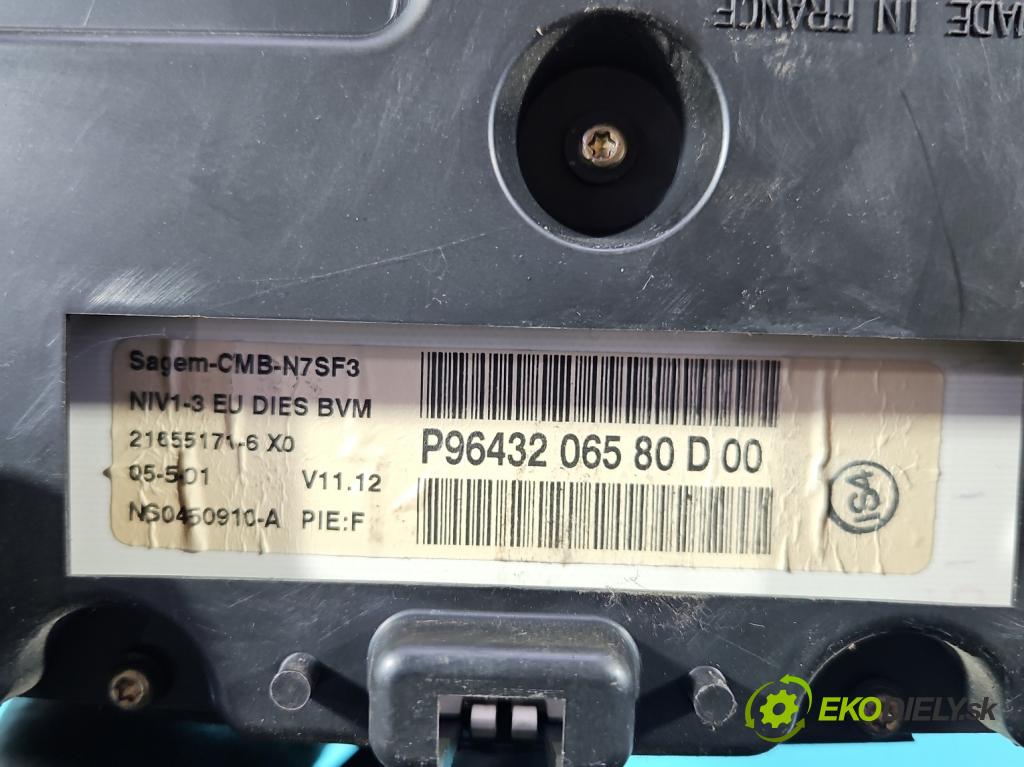 MADE IN FRANCE
Sagem-CMB-N7SF3
NIV1-3 EU DIES BVM
21655171-6 X0
05-5-01 V11.12
NS0450910-A PIE:F
P96432 065 80 D 00
ISA
EKODIELY.sk